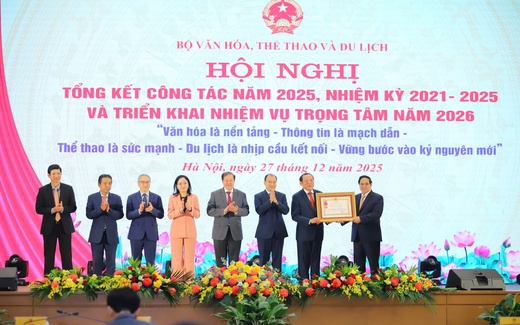 BỘ VĂN HÓA, THỂ THAO VÀ DU LỊCH
HỘI NGHỊ
TỔNG KẾT CÔNG TÁC NĂM 2025, NHIỆM KỲ 2021- 2025
VÀ TRIỂN KHAI NHIỆM VỤ TRỌNG TÂM NĂM 2026
"Văn hóa là nền tảng - Thông tin là mạch dẫn -
Thể thao là sức mạnh - Du lịch là nhịp cầu kết nối - Vững bước vào kỷ nguyên mới"
Hà Nội, ngày 27 tháng 12 năm 2025